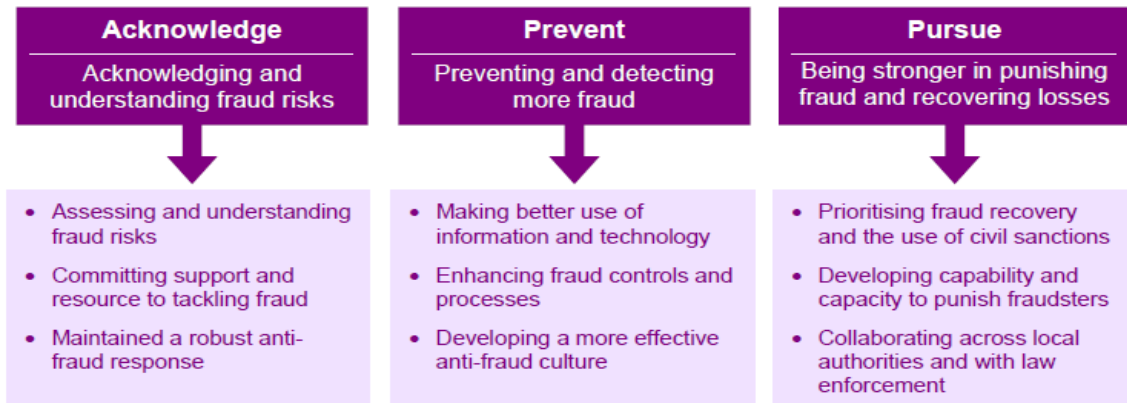 Acknowledge
Acknowledging and
understanding fraud risks
• Assessing and understanding
fraud risks
• Committing support and
resource to tackling fraud
• Maintained a robust anti-
fraud response
Prevent
Preventing and detecting
more fraud
• Making better use of
information and technology
• Enhancing fraud controls and
processes
• Developing a more effective
anti-fraud culture
Pursue
Being stronger in punishing
fraud and recovering losses
• Prioritising fraud recovery
and the use of civil sanctions
• Developing capability and
capacity to punish fraudsters
• Collaborating across local
authorities and with law
enforcement